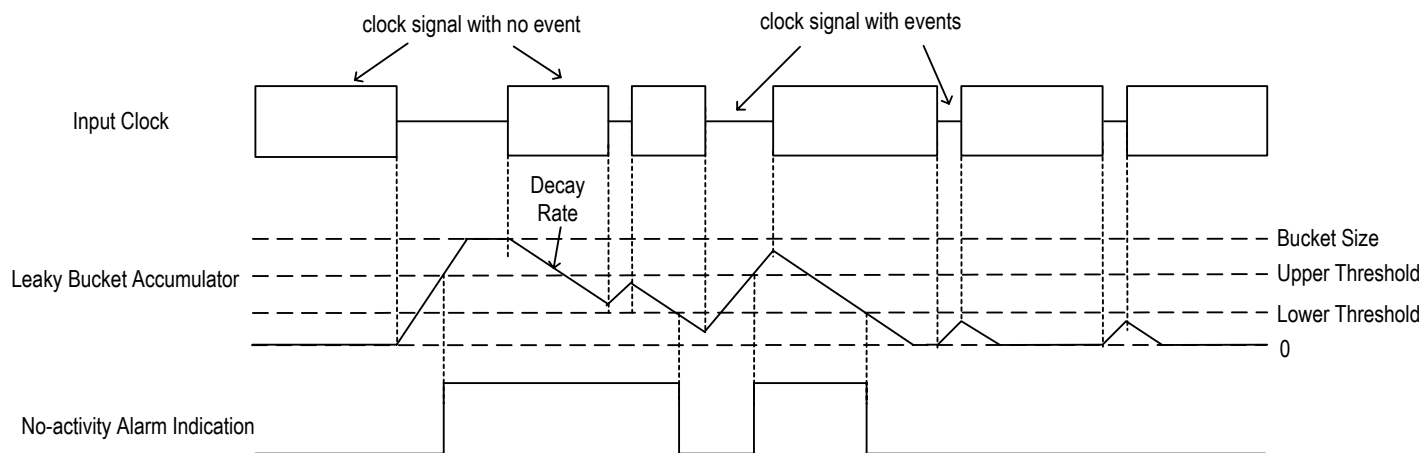 clock signal with no event
clock signal with events
Input Clock
Decay
Rate
Bucket Size
Leaky Bucket Accumulator
Upper Threshold
Lower Threshold
0
No-activity Alarm Indication